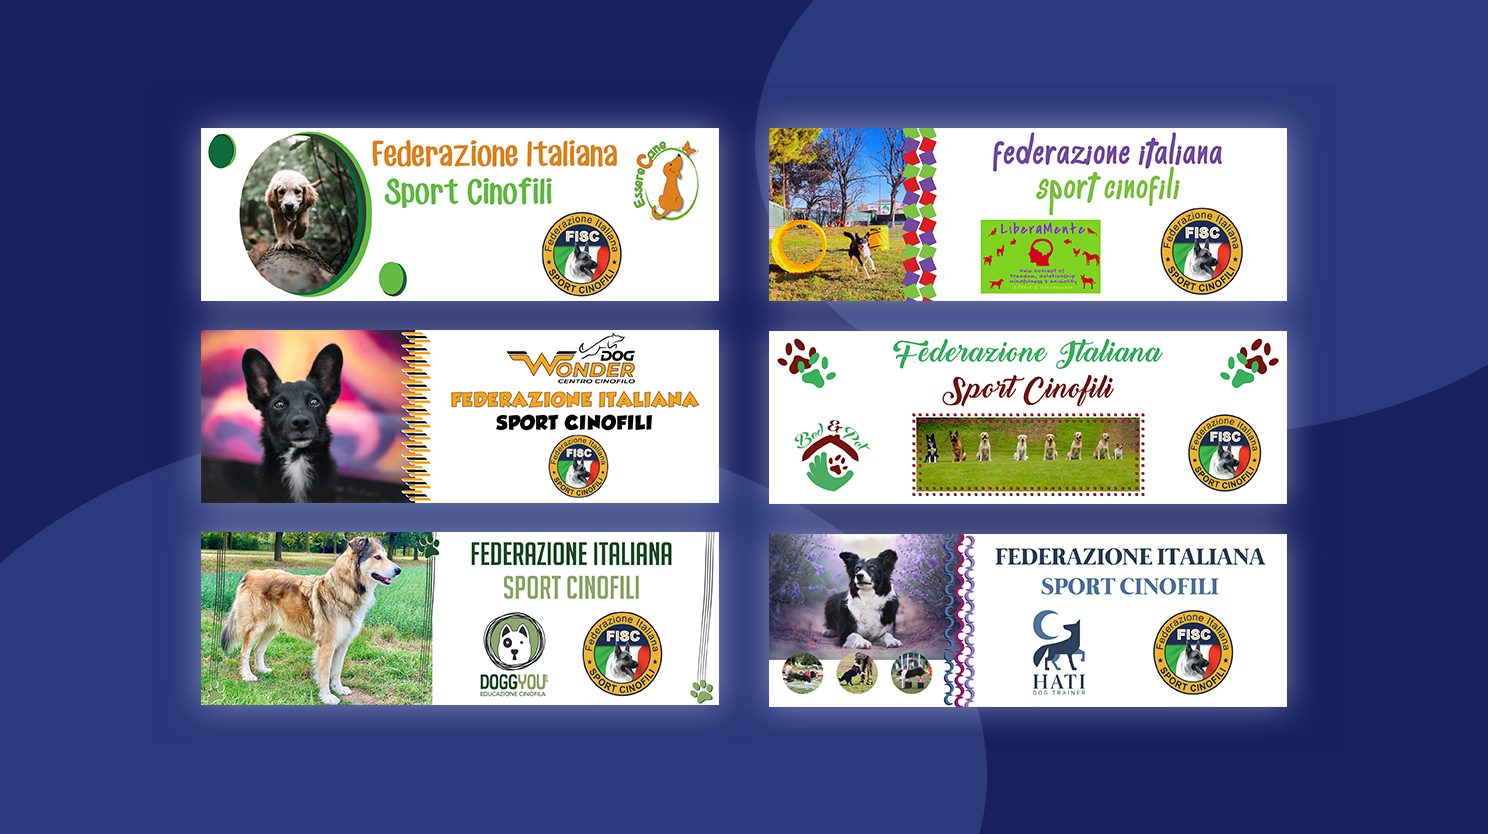 Federazione Italiana
Sport Cinofili
EssereCane
Federazione Italiana
FISC
SPORT CINOFILI
federazione italiana
sport cinofili
LiberaMente
New Concept of
Freedom, Relationship
Mindfulness & Animality
Federazione Italiana
FISC
SPORT CINOFILI
DOG
WONDER
CENTRO CINOFILO
FEDERAZIONE ITALIANA
SPORT CINOFILI
Federazione Italiana
FISC
SPORT CINOFILI
Federazione Italiana
Sport Cinofili
Bed & Pet
Federazione Italiana
FISC
SPORT CINOFILI
FEDERAZIONE ITALIANA
SPORT CINOFILI
DOGGYOU
EDUCAZIONE CINOFILA
Federazione Italiana
FISC
SPORT CINOFILI
FEDERAZIONE ITALIANA
SPORT CINOFILI
HATI
DOG TRAINER
Federazione Italiana
FISC
SPORT CINOFILI